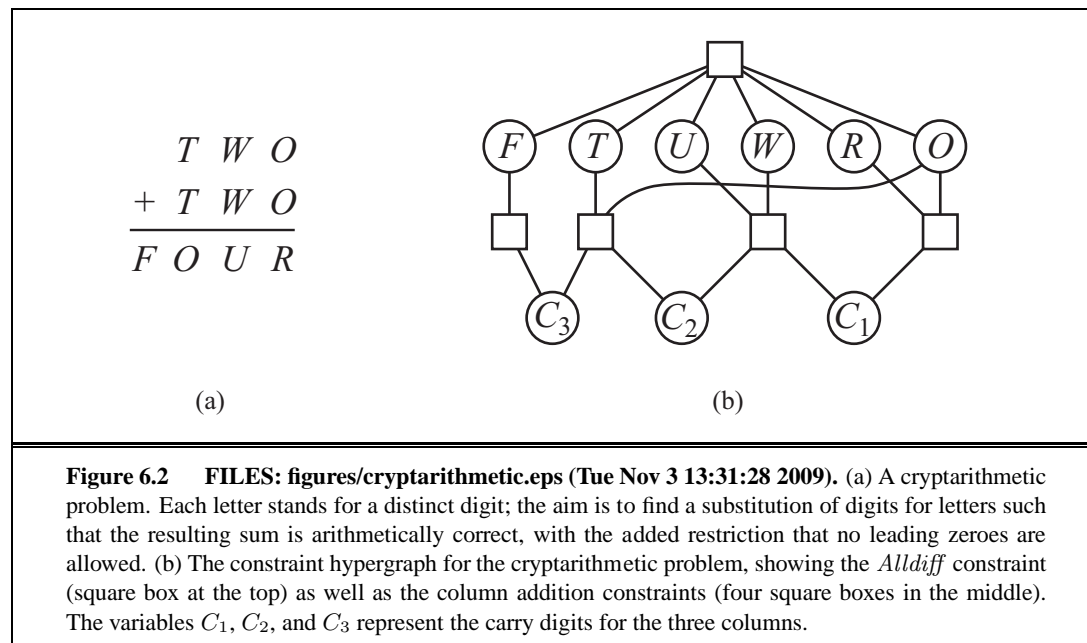 T W O
+ T W O
F O U R
(a)
F T U W R O
C3 C2 C1
(b)
Figure 6.2 FILES: figures/cryptarithmetic.eps (Tue Nov 3 13:31:28 2009). (a) A cryptarithmetic
problem. Each letter stands for a distinct digit; the aim is to find a substitution of digits for letters such
that the resulting sum is arithmetically correct, with the added restriction that no leading zeroes are
allowed. (b) The constraint hypergraph for the cryptarithmetic problem, showing the Alldiff constraint
(square box at the top) as well as the column addition constraints (four square boxes in the middle).
The variables C1, C2, and C3 represent the carry digits for the three columns.